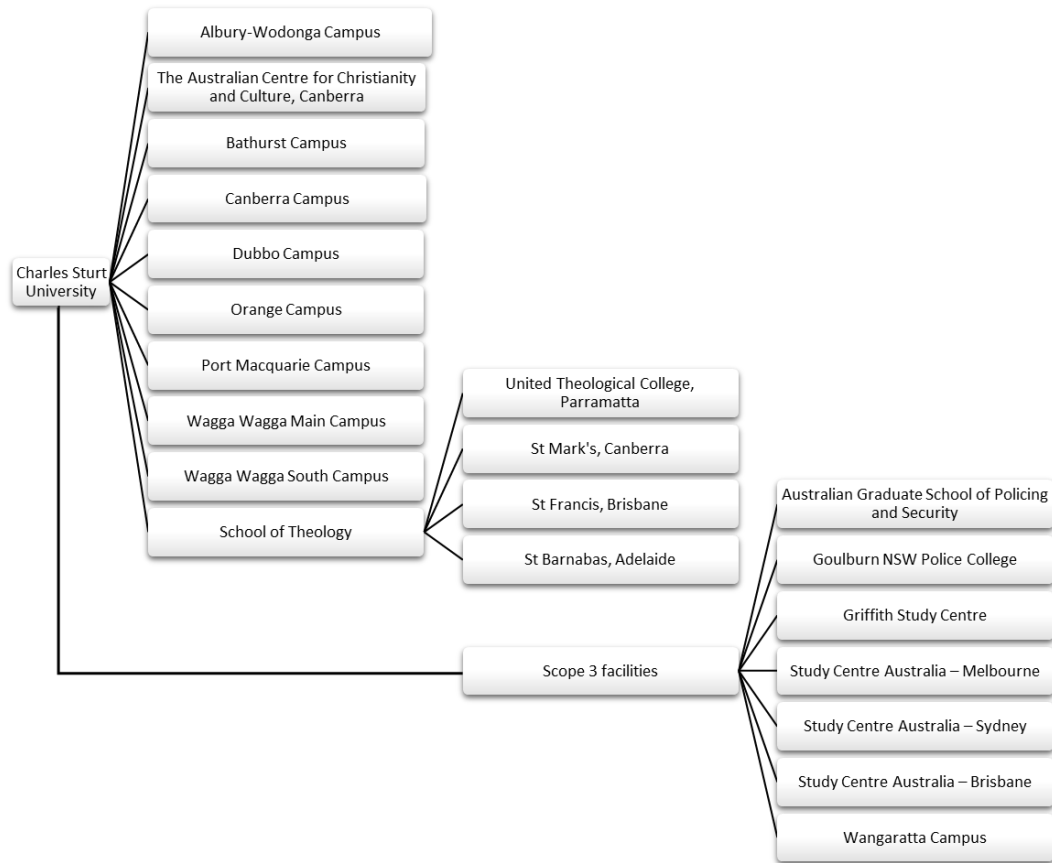 Albury-Wodonga Campus
The Australian Centre for Christianity
and Culture, Canberra
Bathurst Campus
Canberra Campus
Dubbo Campus
Charles Sturt
University
Orange Campus
Port Macquarie Campus
Wagga Wagga Main Campus
Wagga Wagga South Campus
School of Theology
United Theological College,
Parramatta
St Mark's, Canberra
St Francis, Brisbane
St Barnabas, Adelaide
Scope 3 facilities
Australian Graduate School of Policing
and Security
Goulburn NSW Police College
Griffith Study Centre
Study Centre Australia – Melbourne
Study Centre Australia – Sydney
Study Centre Australia – Brisbane
Wangaratta Campus